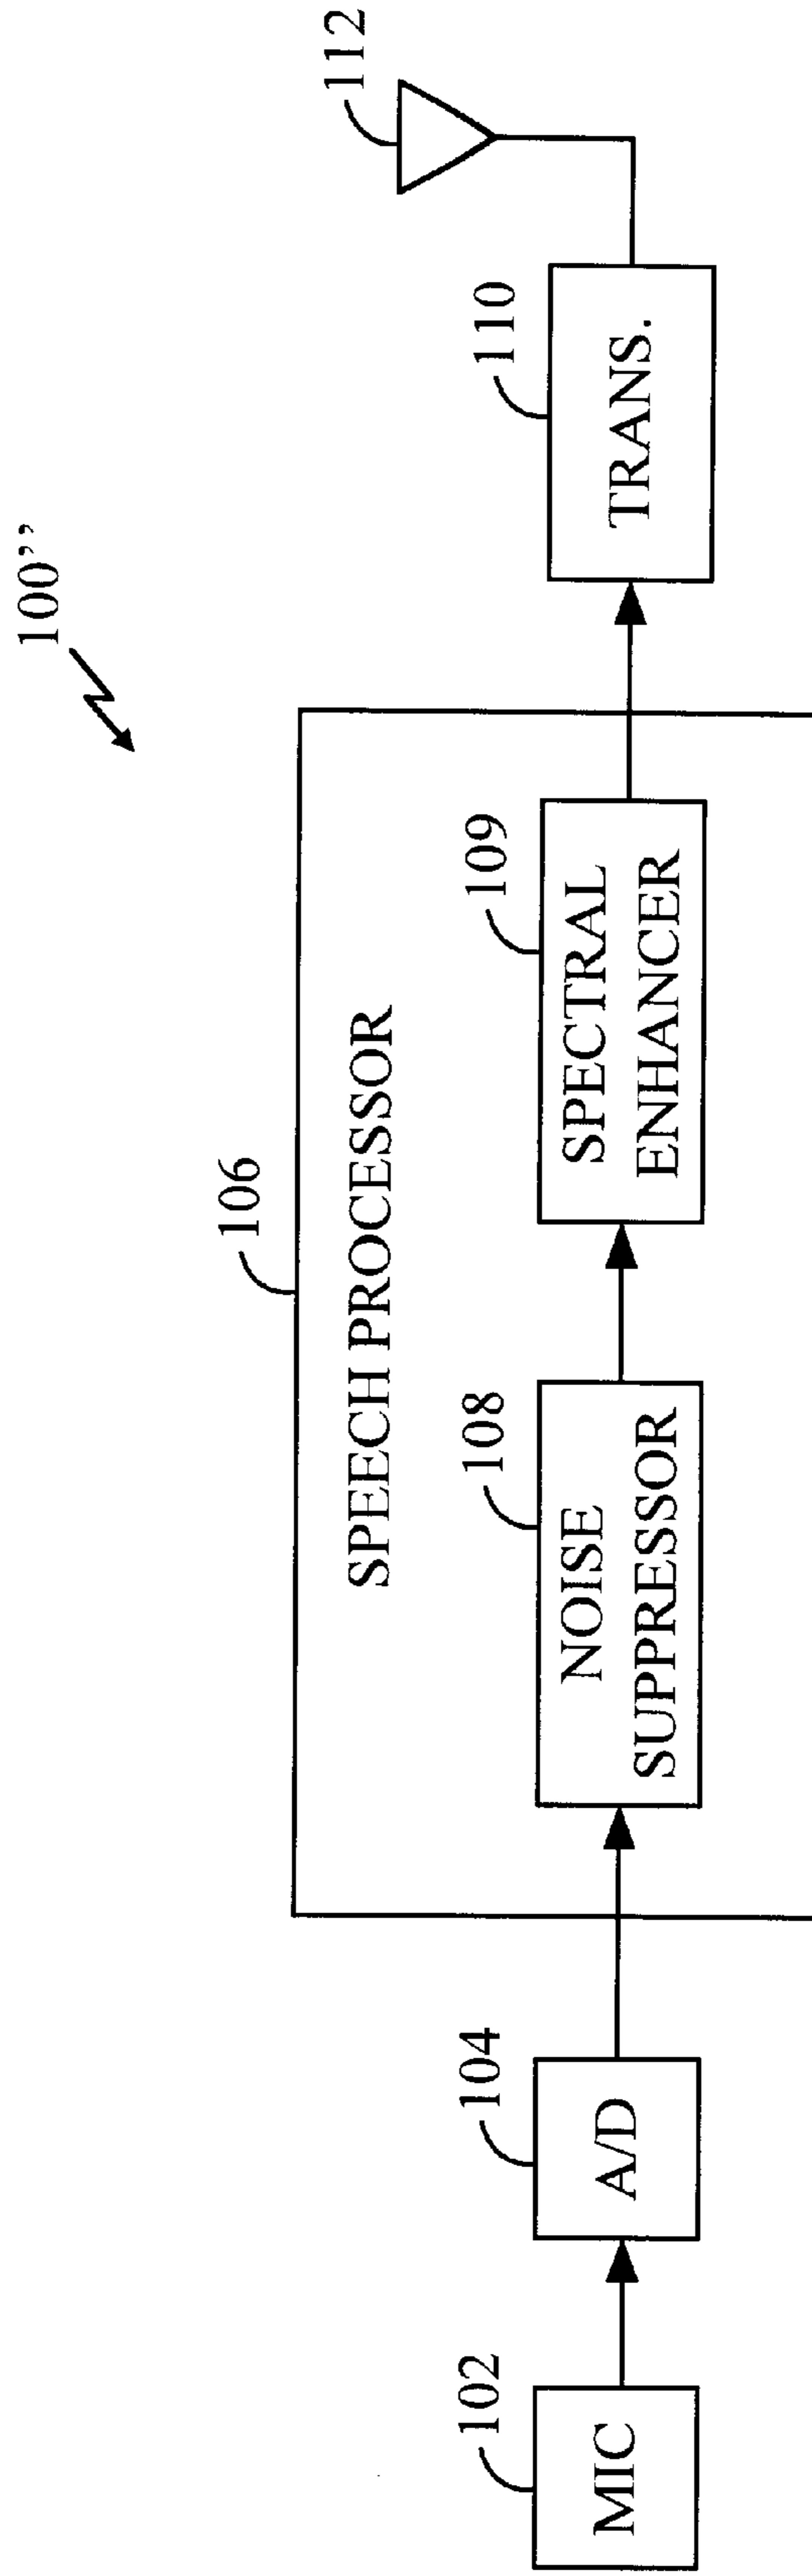 100’’
106
SPEECH PROCESSOR
112
102
104
108
109
110
MIC
A/D
NOISE
SUPPRESSOR
SPECTRAL
ENHANCER
TRANS.